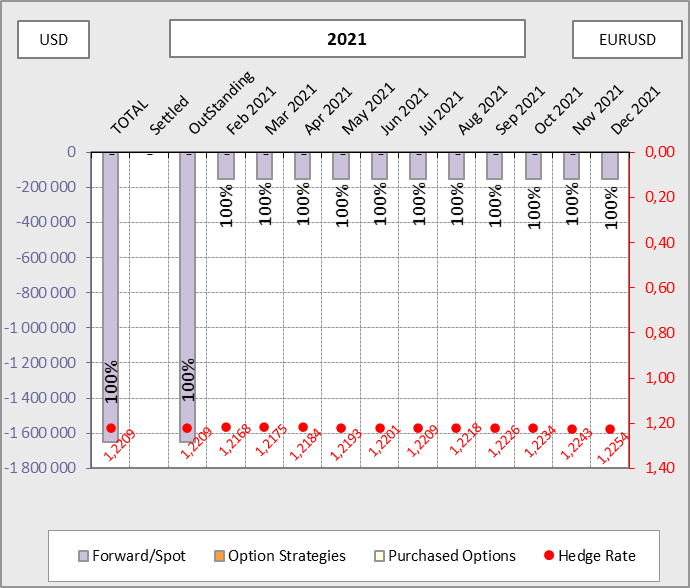 USD
2021
EURUSD
TOTAL
Settled
OutStanding
Feb 2021
Mar 2021
Apr 2021
May 2021
Jun 2021
Jul 2021
Aug 2021
Sep 2021
Oct 2021
Nov 2021
Dec 2021
0
-200 000
-400 000
-600 000
-800 000
-1 000 000
-1 200 000
-1 400 000
-1 600 000
-1 800 000
0,00
0,20
0,40
0,60
0,80
1,00
1,20
1,40
100%
100%
100%
100%
100%
100%
100%
100%
100%
100%
100%
100%
100%
1,2209
1,2209
1,2168
1,2175
1,2184
1,2193
1,2201
1,2209
1,2218
1,2226
1,2234
1,2243
1,2254
Forward/Spot Option Strategies Purchased Options Hedge Rate